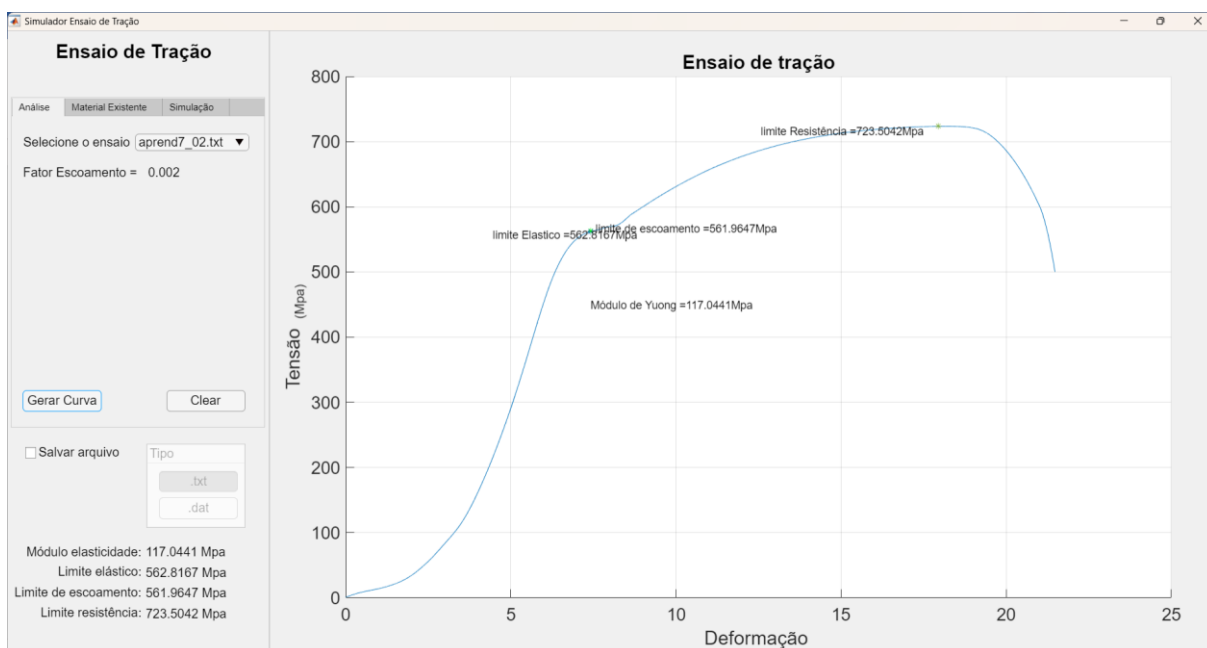 Simulador Ensaio de Tração
Ensaio de Tração
Análise
Material Existente
Simulação
Selecione o ensaio
aprend7_02.txt
Fator Escoamento = 0.002
Gerar Curva
Clear
Salvar arquivo
Tipo
.txt
.dat
Módulo elasticidade: 117.0441 Mpa
Limite elástico: 562.8167 Mpa
Limite de escoamento: 561.9647 Mpa
Limite resistência: 723.5042 Mpa
Ensaio de tração
800
700
600
500
400
300
200
100
0
Tensão (Mpa)
limite Resistência =723.5042Mpa
limite Elastico =562.8167Mpa
limite de escoamento =561.9647Mpa
Módulo de Yuong =117.0441Mpa
0
5
10
15
20
25
Deformação